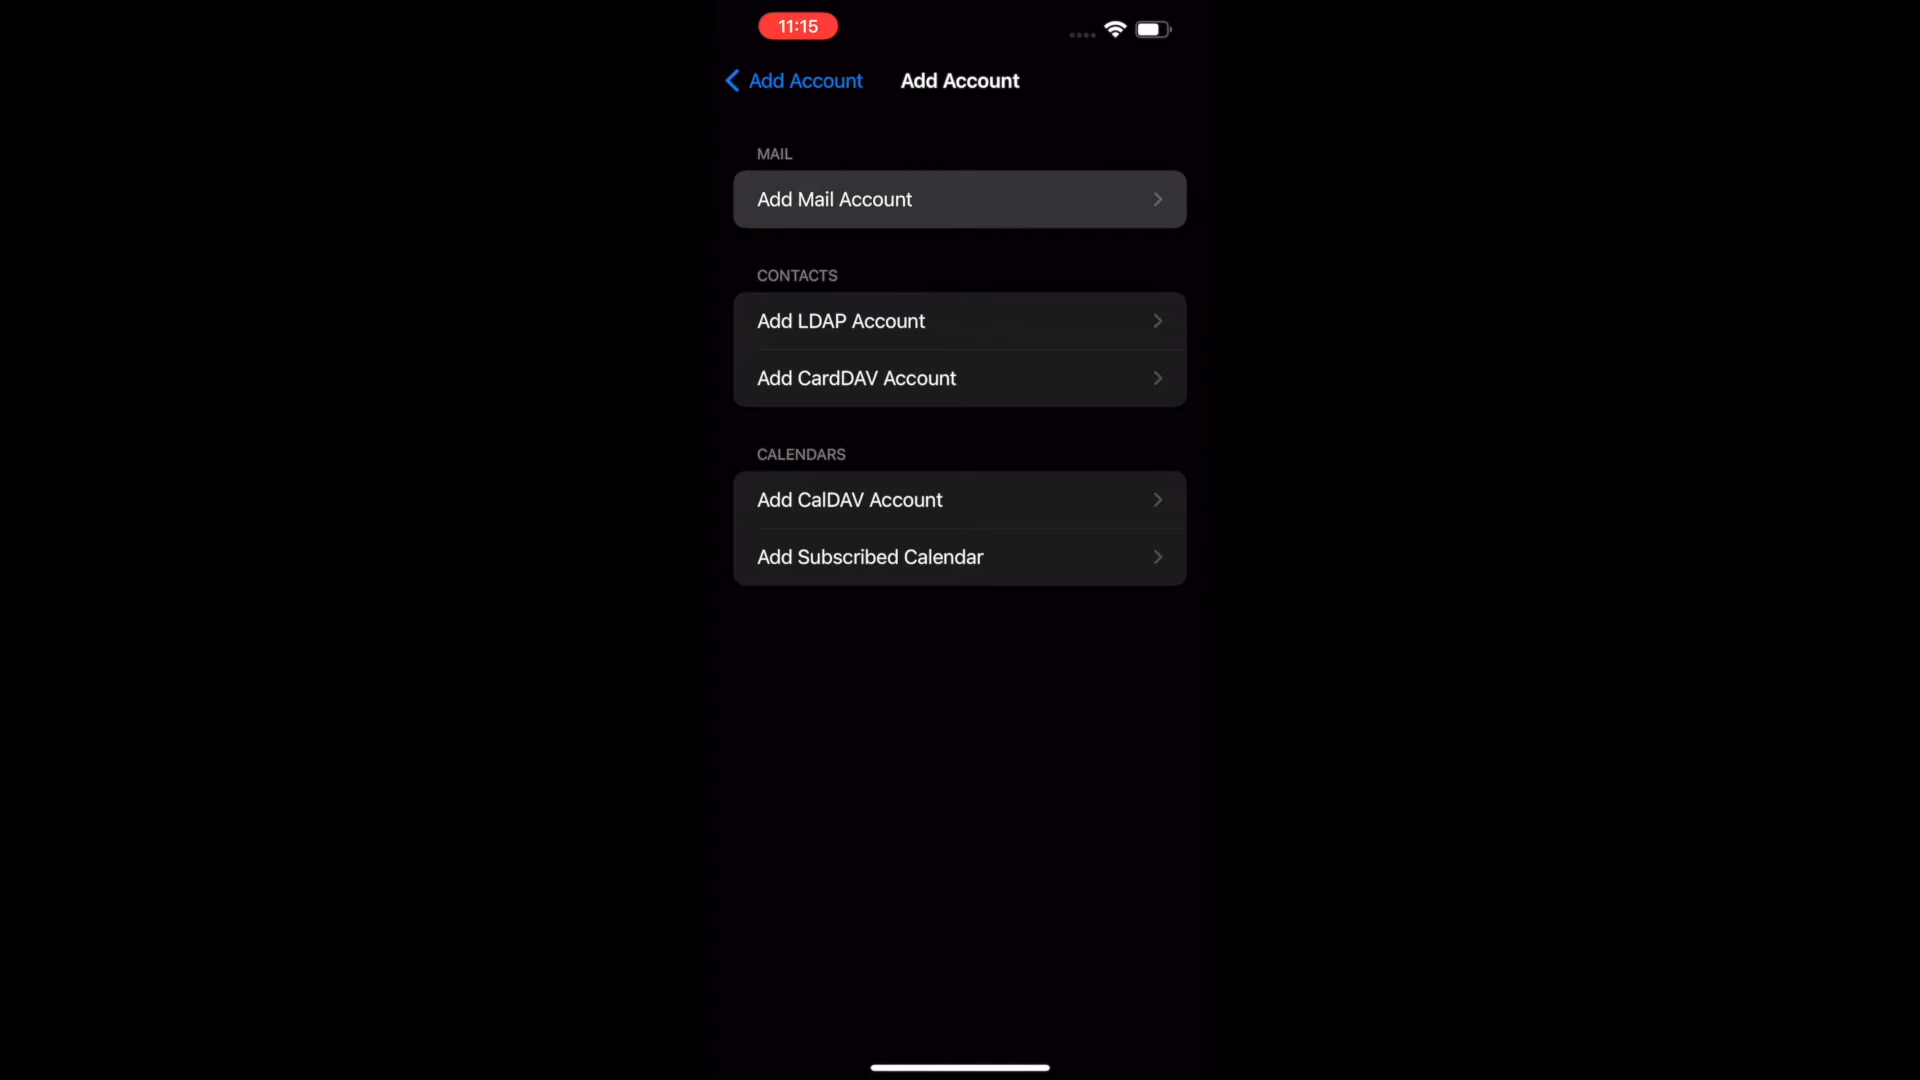 11:15
Add Account
Add Account
MAIL
Add Mail Account
CONTACTS
Add LDAP Account
Add CardDAV Account
CALENDARS
Add CalDAV Account
Add Subscribed Calendar